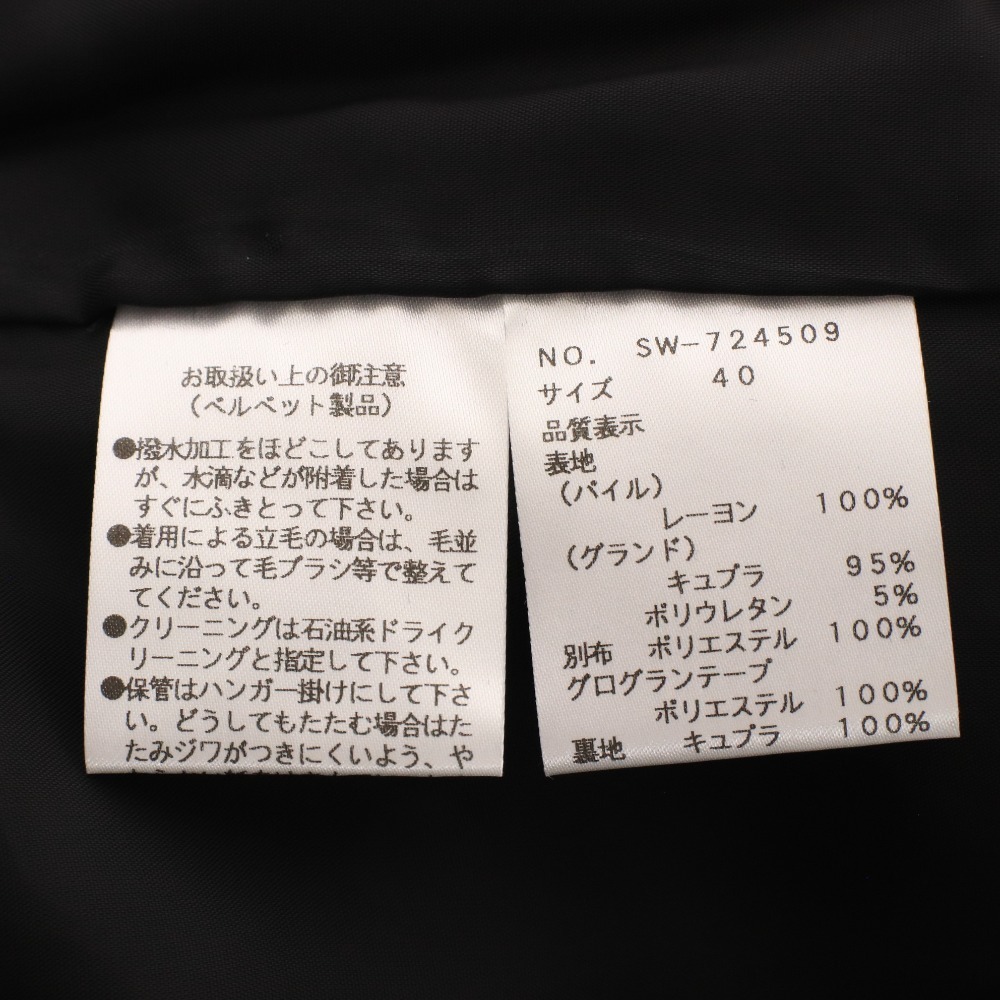 お取扱い上の御注意
（ベルベット製品）
●撥水加工をほどこしてあります
が、水滴などが附着した場合は
すぐにふきとって下さい。
●着用による立毛の場合は、毛並
みに沿って毛ブラシ等で整えて
てください。
●クリーニングは石油系ドライク
リーニングと指定して下さい。
●保管はハンガー掛けにして下さ
い。どうしてもたたむ場合はた
たみジワがつきにくいよう、や
NO. SW-724509
サイズ 40
品質表示
表地
（パイル）
レーヨン 100%
（グランド）
キュプラ 95%
ポリウレタン 5%
別布 ポリエステル 100%
グログランテープ
ポリエステル 100%
裏地 キュプラ 100%